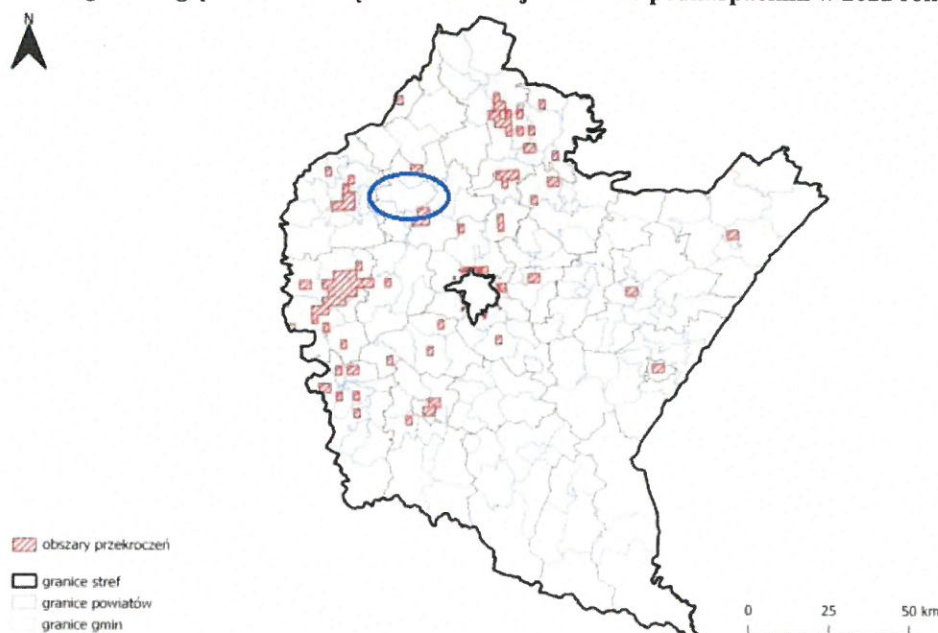 N
obszary przekroczeń
granice stref
granice powiatów
granice gmin
0 25 50 km